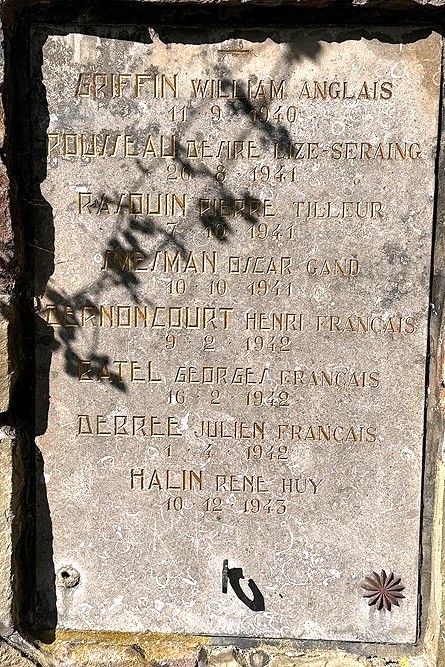 GRIFFIN WILLIAM ANGLAIS
11 · 9 · 1940
ROUSSEAU DESIRE LIZE-SERAING
26 · 8 · 1941
RASQUIN PIERRE TILLEUR
7 · 10 · 1941
SMESMAN OSCAR GAND
10 · 10 · 1941
CERNONCOURT HENRI FRANÇAIS
9 · 2 · 1942
BATEL GEORGES FRANÇAIS
16 · 2 · 1942
DEBREE JULIEN FRANÇAIS
1 · 4 · 1942
HALIN RENE HUY
10 · 12 · 1943